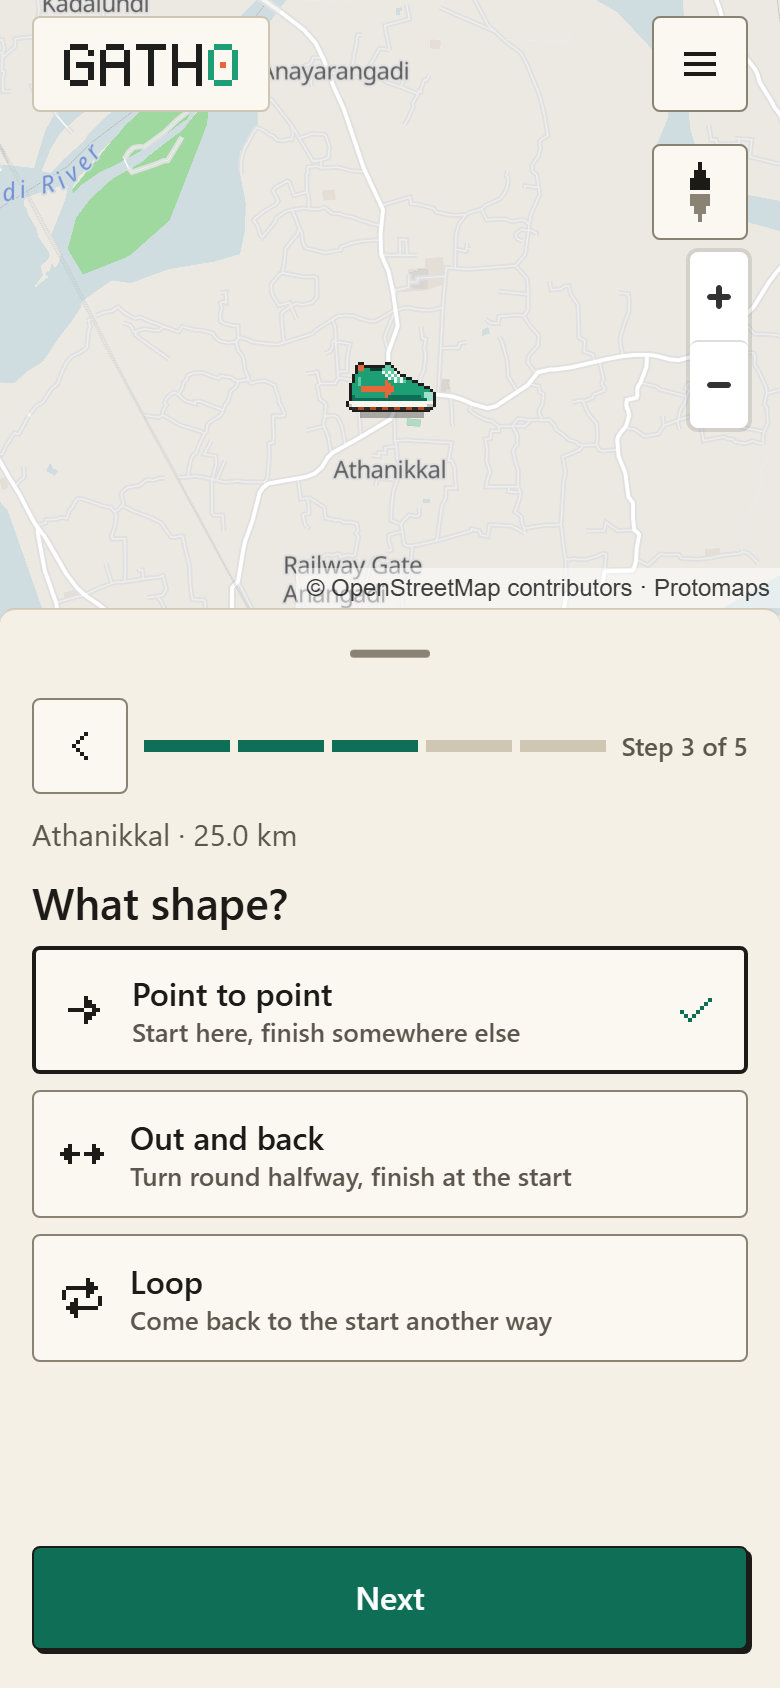 Kadalundi
GATHO
Anayarangadi
di River
Athanikkal
Railway Gate
Anangadi
© OpenStreetMap contributors · Protomaps
Step 3 of 5
Athanikkal · 25.0 km
What shape?
Point to point
Start here, finish somewhere else
Out and back
Turn round halfway, finish at the start
Loop
Come back to the start another way
Next